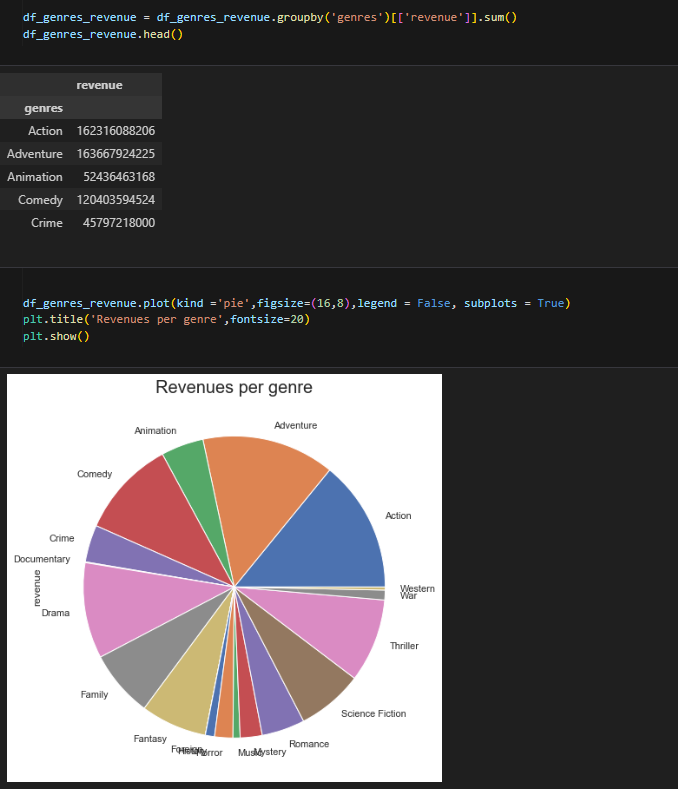 df_genres_revenue = df_genres_revenue.groupby('genres')[['revenue']].sum()
df_genres_revenue.head()
revenue
genres
Action 162316088206
Adventure 163667924225
Animation 52436463168
Comedy 120403594524
Crime 45797218000
df_genres_revenue.plot(kind ='pie',figsize=(16,8),legend = False, subplots = True)
plt.title('Revenues per genre',fontsize=20)
plt.show()
Revenues per genre
Adventure
Animation
Comedy
Action
Crime
Documentary
revenue
Western
War
Drama
Thriller
Family
Science Fiction
Fantasy
Romance
Foreign
History
Horror
Music
Mystery